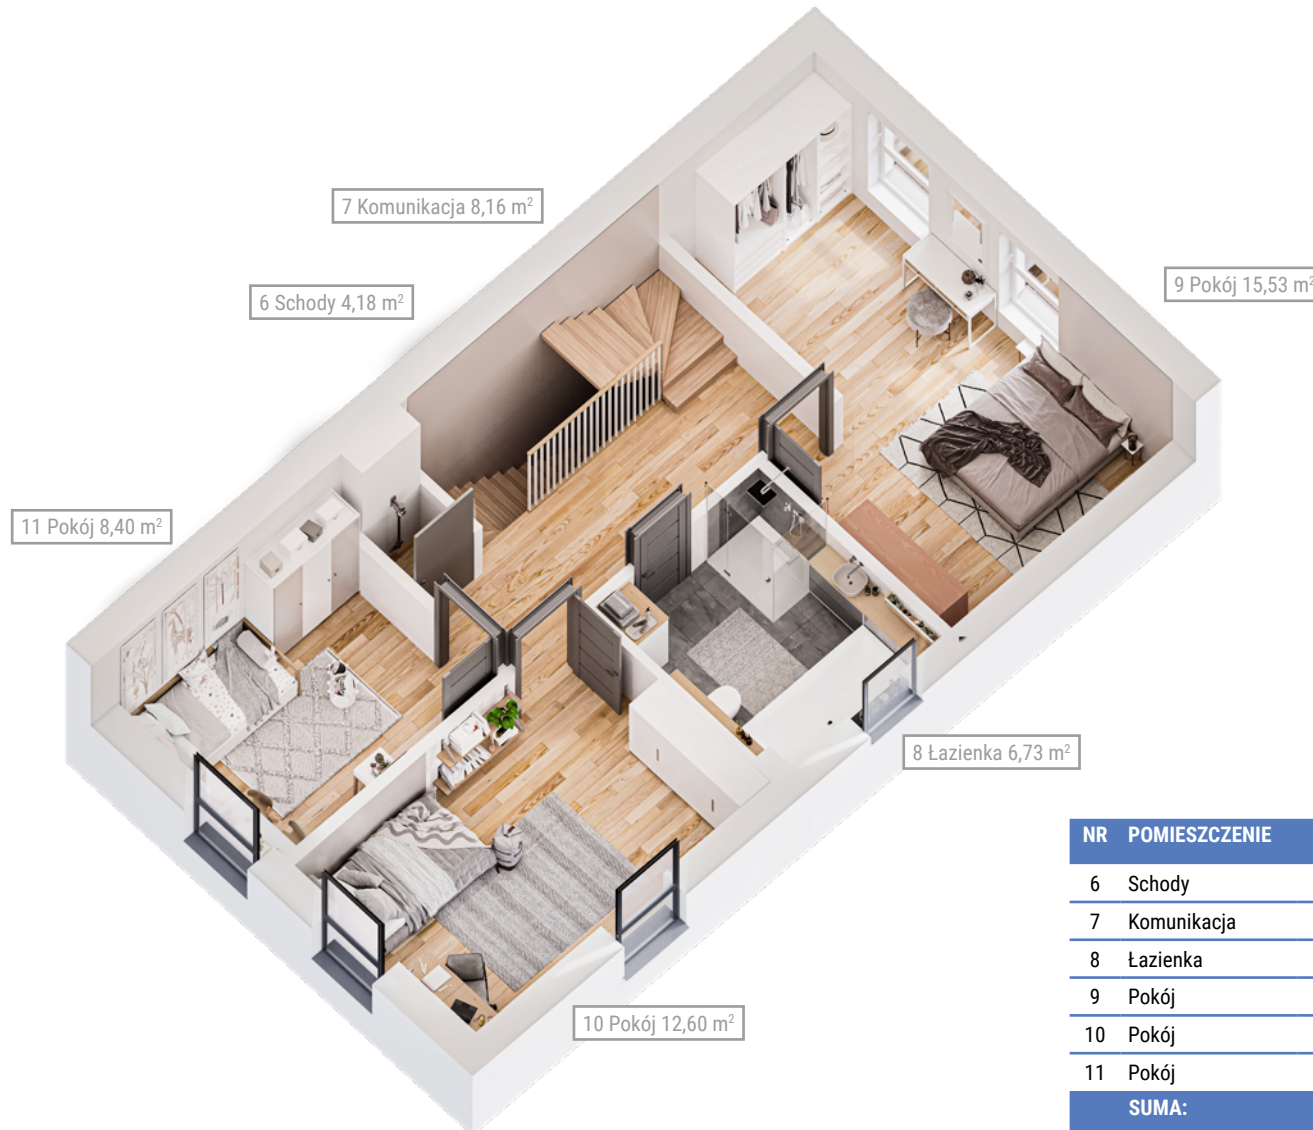 7 Komunikacja 8,16 m²
6 Schody 4,18 m²
9 Pokój 15,53 m²
11 Pokój 8,40 m²
8 Łazienka 6,73 m²
10 Pokój 12,60 m²
NR POMIESZCZENIE
6 Schody
7 Komunikacja
8 Łazienka
9 Pokój
10 Pokój
11 Pokój
SUMA: